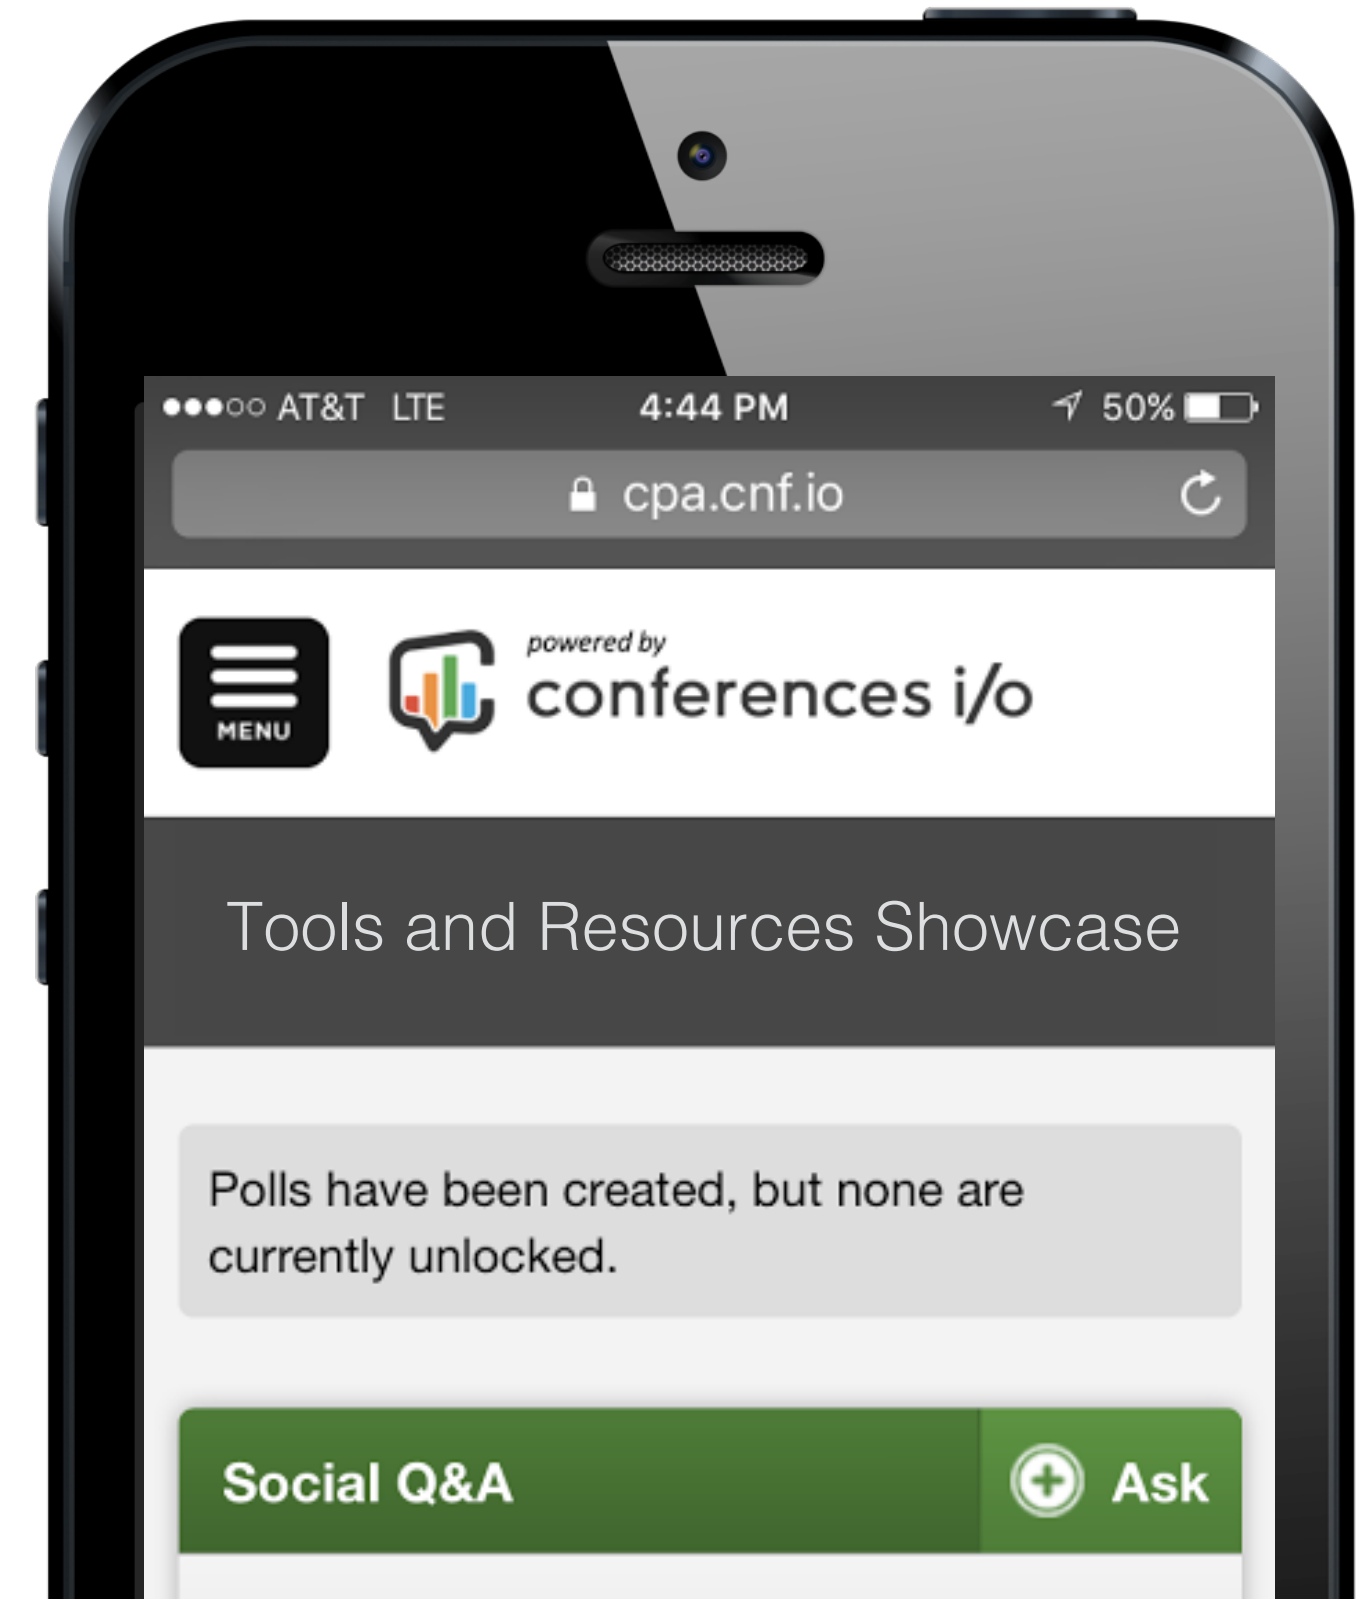 AT&T LTE 4:44 PM 50%
cpa.cnf.io
MENU
powered by
conferences i/o
Tools and Resources Showcase
Polls have been created, but none are
currently unlocked.
Social Q&A Ask